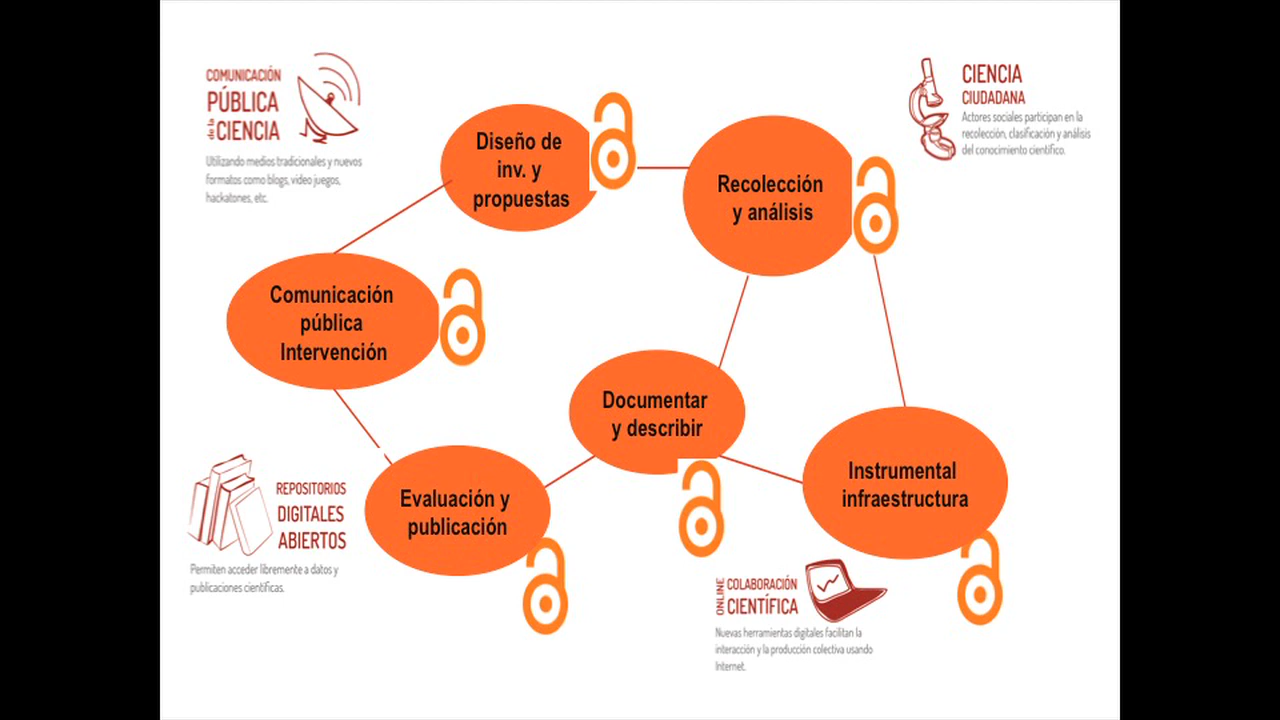 COMUNICACIÓN
PÚBLICA
de la CIENCIA
Utilizando medios tradicionales y nuevos
formatos como blogs, video juegos,
hackatones, etc.
CIENCIA
CIUDADANA
Actores sociales participan en la
recolección, clasificación y análisis
del conocimiento científico.
Diseño de
inv. y
propuestas
Recolección
y análisis
Comunicación
pública
Intervención
Documentar
y describir
Instrumental
infraestructura
Evaluación y
publicación
REPOSITORIOS
DIGITALES
ABIERTOS
Permiten acceder libremente a datos y
publicaciones científicas.
ONLINE
COLABORACIÓN
CIENTÍFICA
Nuevas herramientas digitales facilitan la
interacción y la producción colectiva usando
Internet.